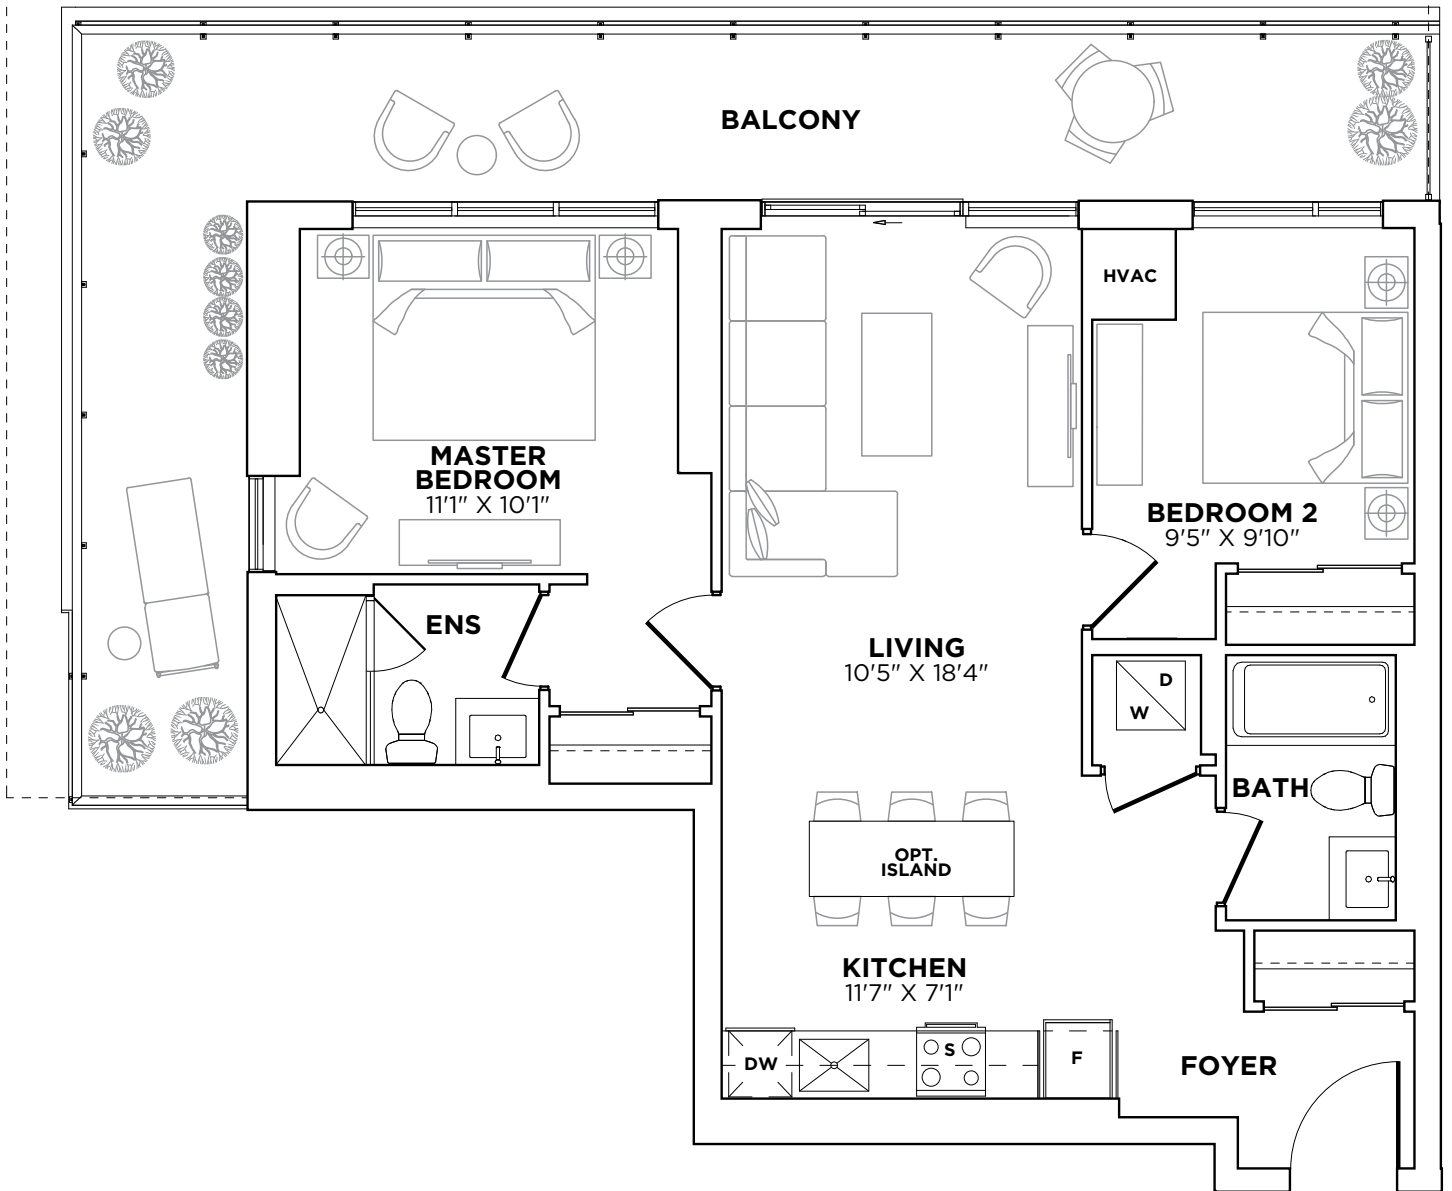 BALCONY
HVAC
MASTER
BEDROOM
11'1" X 10'1"
BEDROOM 2
9'5" X 9'10"
ENS
LIVING
10'5" X 18'4"
D
W
BATH
OPT.
ISLAND
KITCHEN
11'7" X 7'1"
DW
S
F
FOYER